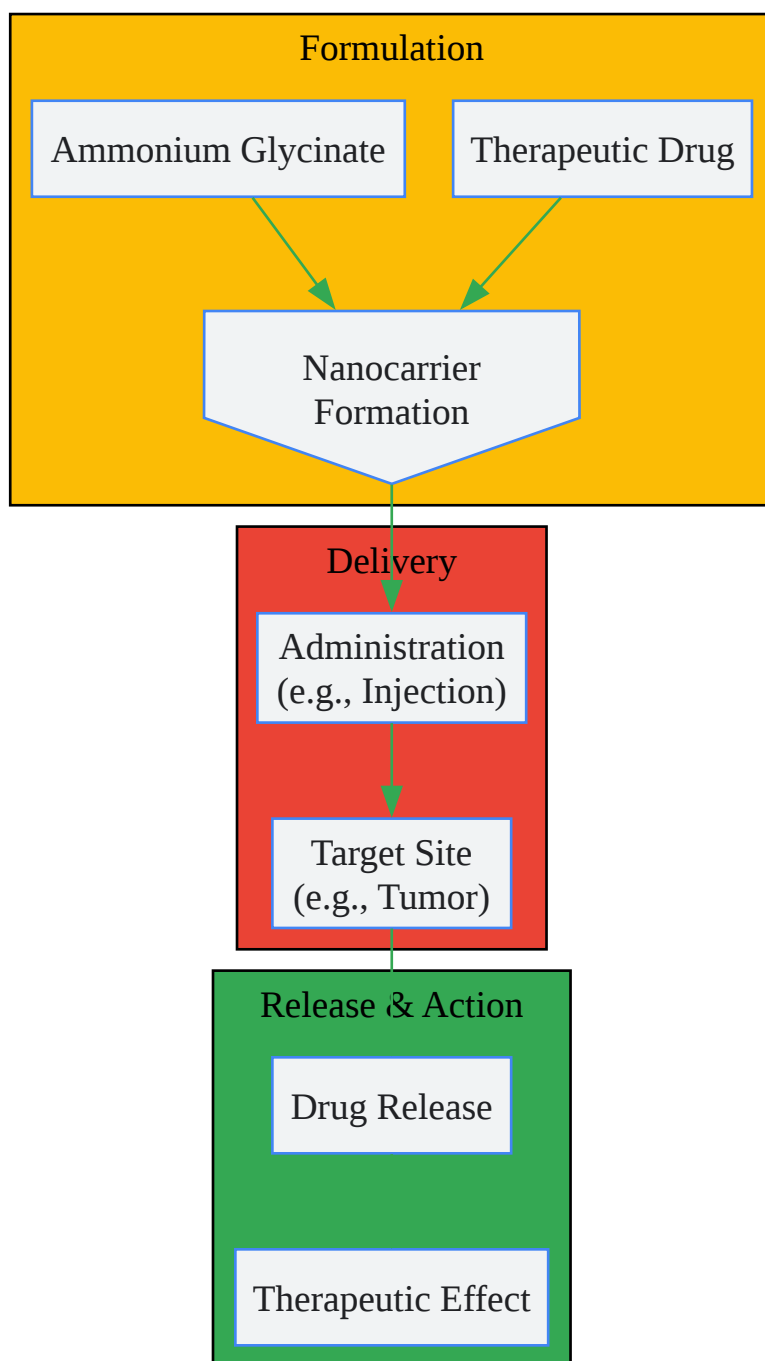 Formulation
Ammonium Glycinate
Therapeutic Drug
Nanocarrier
Formation
Delivery
Administration
(e.g., Injection)
Target Site
(e.g., Tumor)
Release & Action
Drug Release
Therapeutic Effect